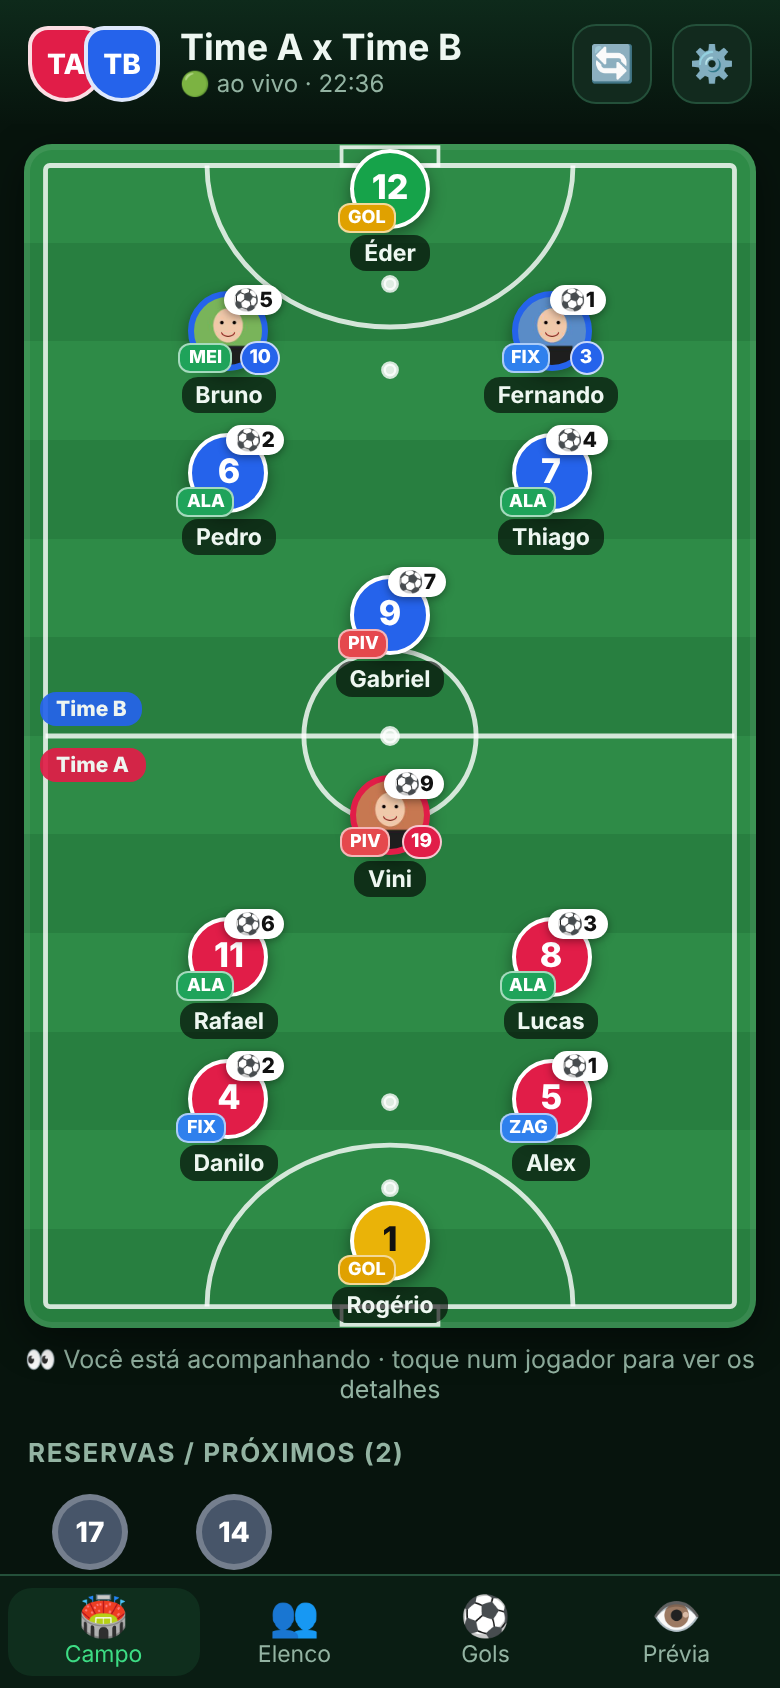 TA TB
Time A x Time B
ao vivo · 22:36
12
GOL
Éder
5
MEI 10
Bruno
1
FIX 3
Fernando
2
6
ALA
Pedro
4
7
ALA
Thiago
7
9
PIV
Gabriel
Time B
Time A
9
PIV 19
Vini
6
11
ALA
Rafael
3
8
ALA
Lucas
2
4
FIX
Danilo
1
5
ZAG
Alex
1
GOL
Rogério
Você está acompanhando · toque num jogador para ver os
detalhes
RESERVAS / PRÓXIMOS (2)
17 14
Campo Elenco Gols Prévia